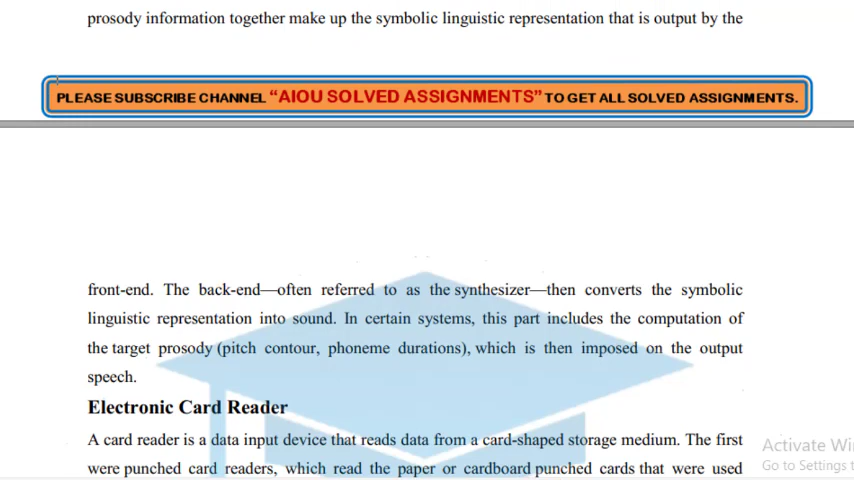 prosody information together make up the symbolic linguistic representation that is output by the
PLEASE SUBSCRIBE CHANNEL “AIOU SOLVED ASSIGNMENTS” TO GET ALL SOLVED ASSIGNMENTS.
front-end. The back-end—often referred to as the synthesizer—then converts the symbolic
linguistic representation into sound. In certain systems, this part includes the computation of
the target prosody (pitch contour, phoneme durations), which is then imposed on the output
speech.
Electronic Card Reader
A card reader is a data input device that reads data from a card-shaped storage medium. The first
were punched card readers, which read the paper or cardboard punched cards that were used
Activate Wi
Go to Settings t